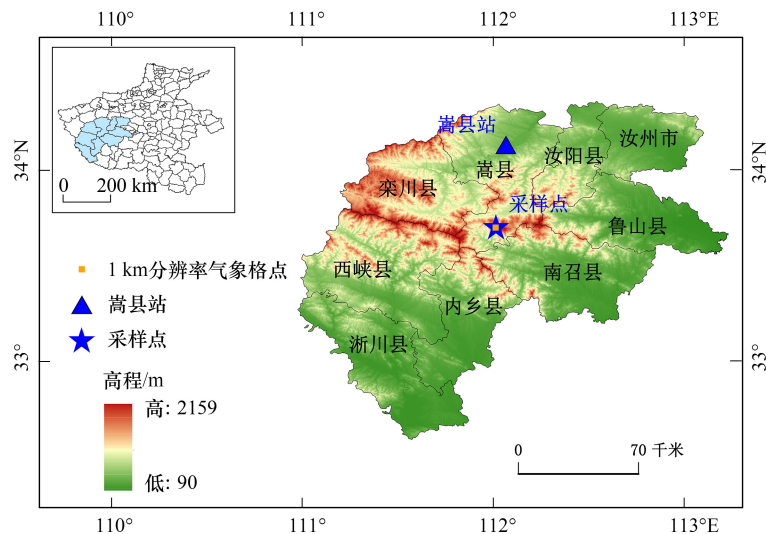 110°
111°
112°
113°E
34°N
34°N
33°
33°
0
200 km
嵩县站
嵩县
汝阳县
汝州市
栾川县
采样点
鲁山县
西峡县
南召县
内乡县
淅川县
1 km分辨率气象格点
嵩县站
采样点
高程/m
高: 2159
低: 90
0
70 千米
110°
111°
112°
113°E